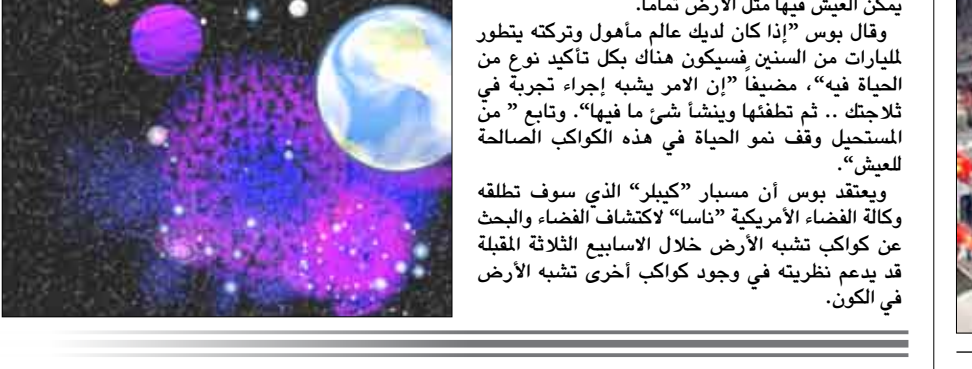 يمكن العيش فيها مثل الأرض تماما.
وقال بوس ”إذا كان لديك عالم مأهول وتركته يتطور
لمليارات من السنين فسيكون هناك بكل تأكيد نوع من
الحياة فيه“، مضيفاً ”إن الامر يشبه إجراء تجربة في
ثلاجتك .. ثم تطفئها وينشأ شئ ما فيها“. وتابع ” من
المستحيل وقف نمو الحياة في هذه الكواكب الصالحة
للعيش“.
ويعتقد بوس أن مسبار ”كيبلر“ الذي سوف تطلقه
وكالة الفضاء الأمريكية ”ناسا“ لاكتشاف الفضاء والبحث
عن كواكب تشبه الأرض خلال الاسابيع الثلاثة المقبلة
قد يدعم نظريته في وجود كواكب أخرى تشبه الأرض
في الكون.